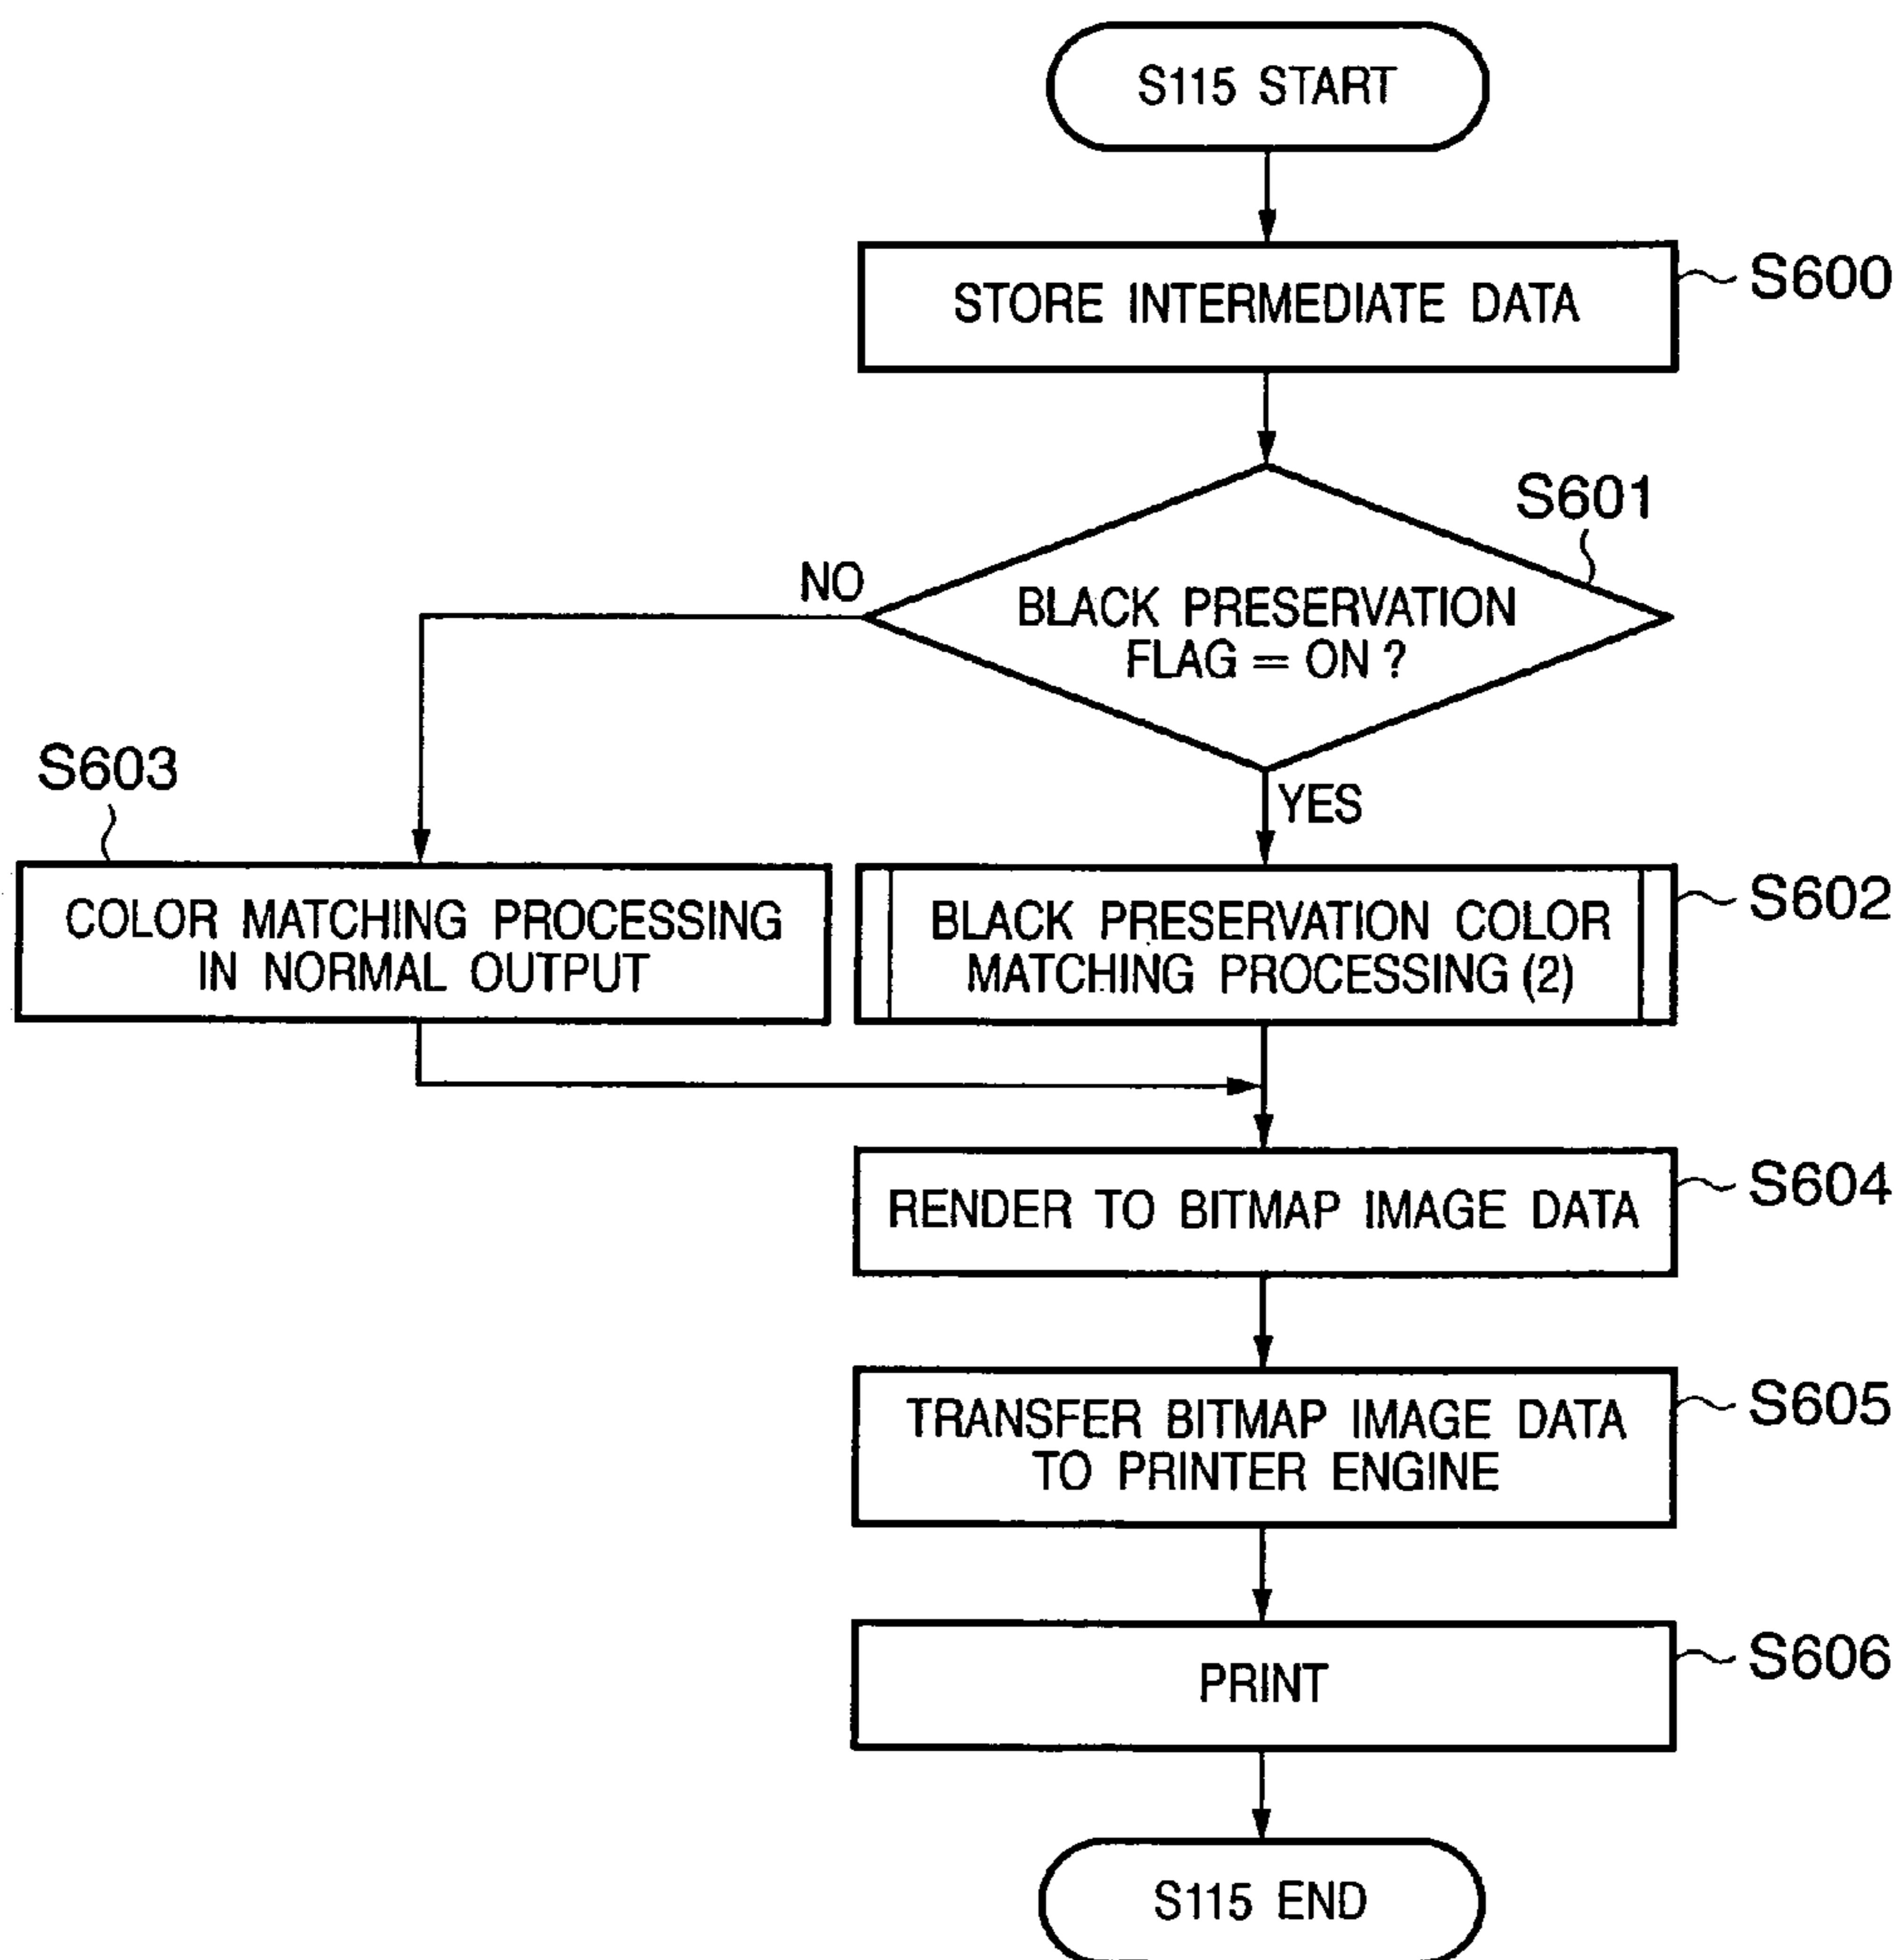 S115 START
STORE INTERMEDIATE DATA
S600
S601
NO
BLACK PRESERVATION
FLAG = ON ?
YES
S603
COLOR MATCHING PROCESSING
IN NORMAL OUTPUT
BLACK PRESERVATION COLOR
MATCHING PROCESSING (2)
S602
RENDER TO BITMAP IMAGE DATA
S604
TRANSFER BITMAP IMAGE DATA
TO PRINTER ENGINE
S605
PRINT
S606
S115 END